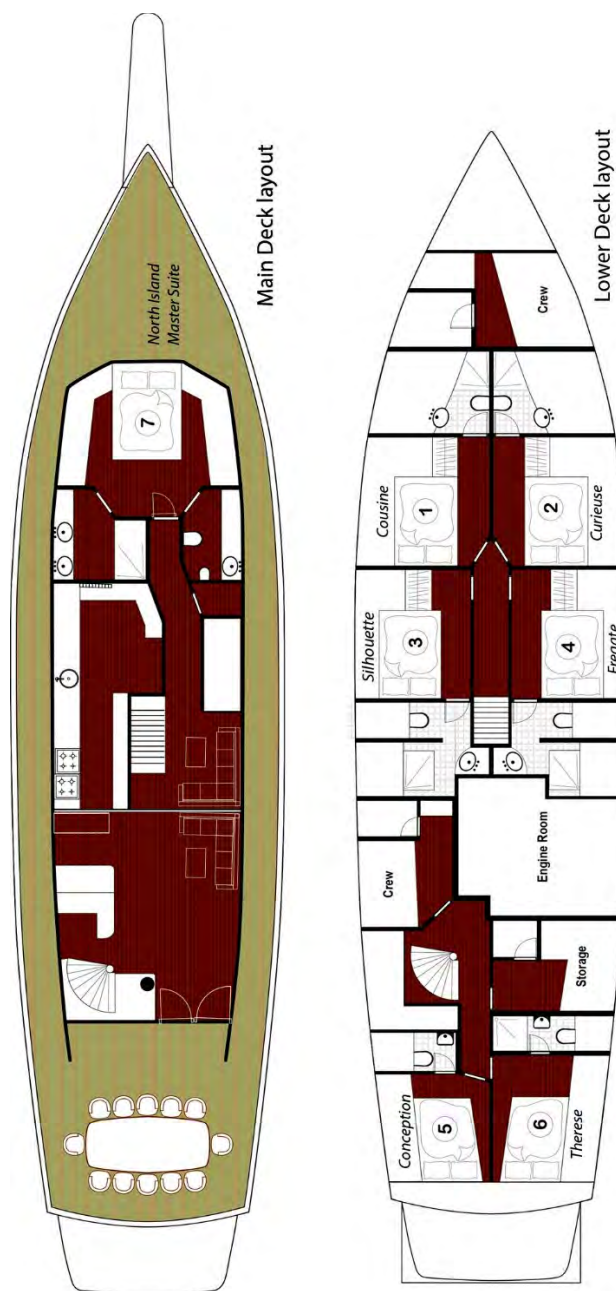 Main Deck layout
North Island
Master Suite
7
Lower Deck layout
Crew
Cousine
1
2
Curieuse
Silhouette
3
4
Fregate
Crew
Engine Room
Storage
Conception
5
6
Therese